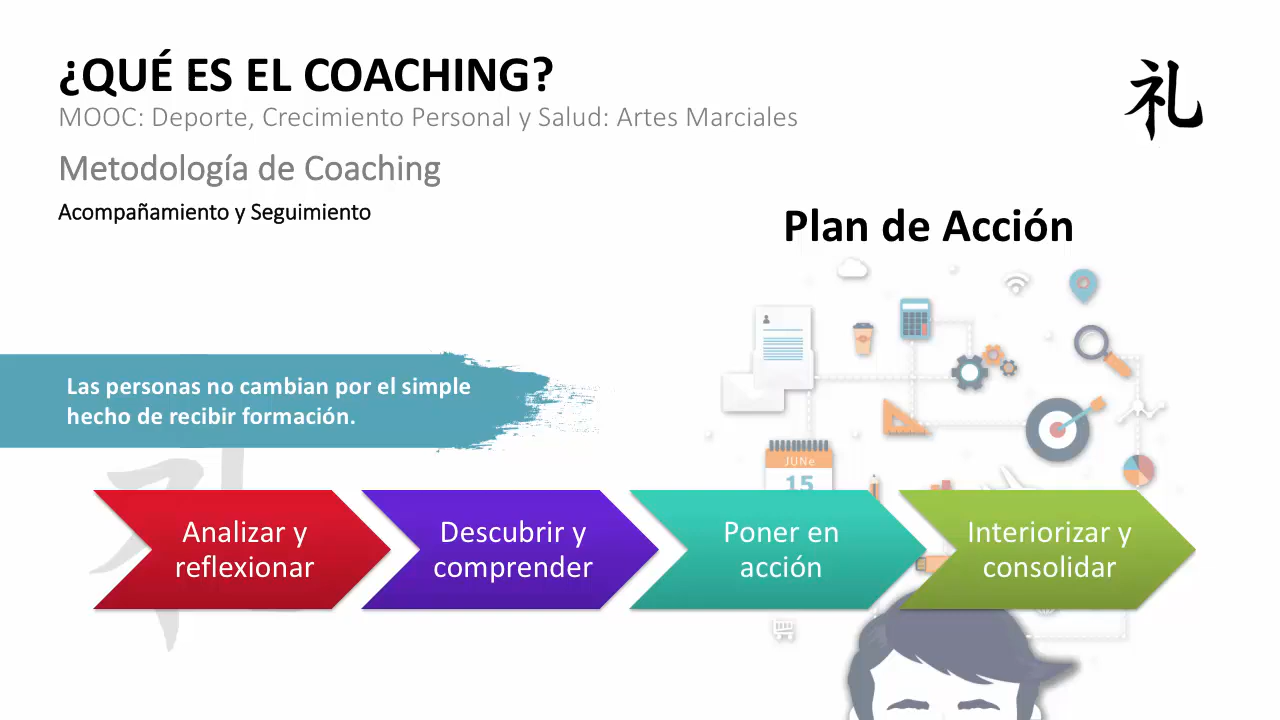 ¿QUÉ ES EL COACHING?
MOOC: Deporte, Crecimiento Personal y Salud: Artes Marciales
礼
Metodología de Coaching
Acompañamiento y Seguimiento
Plan de Acción
Las personas no cambian por el simple
hecho de recibir formación.
JUNe
15
Analizar y
reflexionar
Descubrir y
comprender
Poner en
acción
Interiorizar y
consolidar